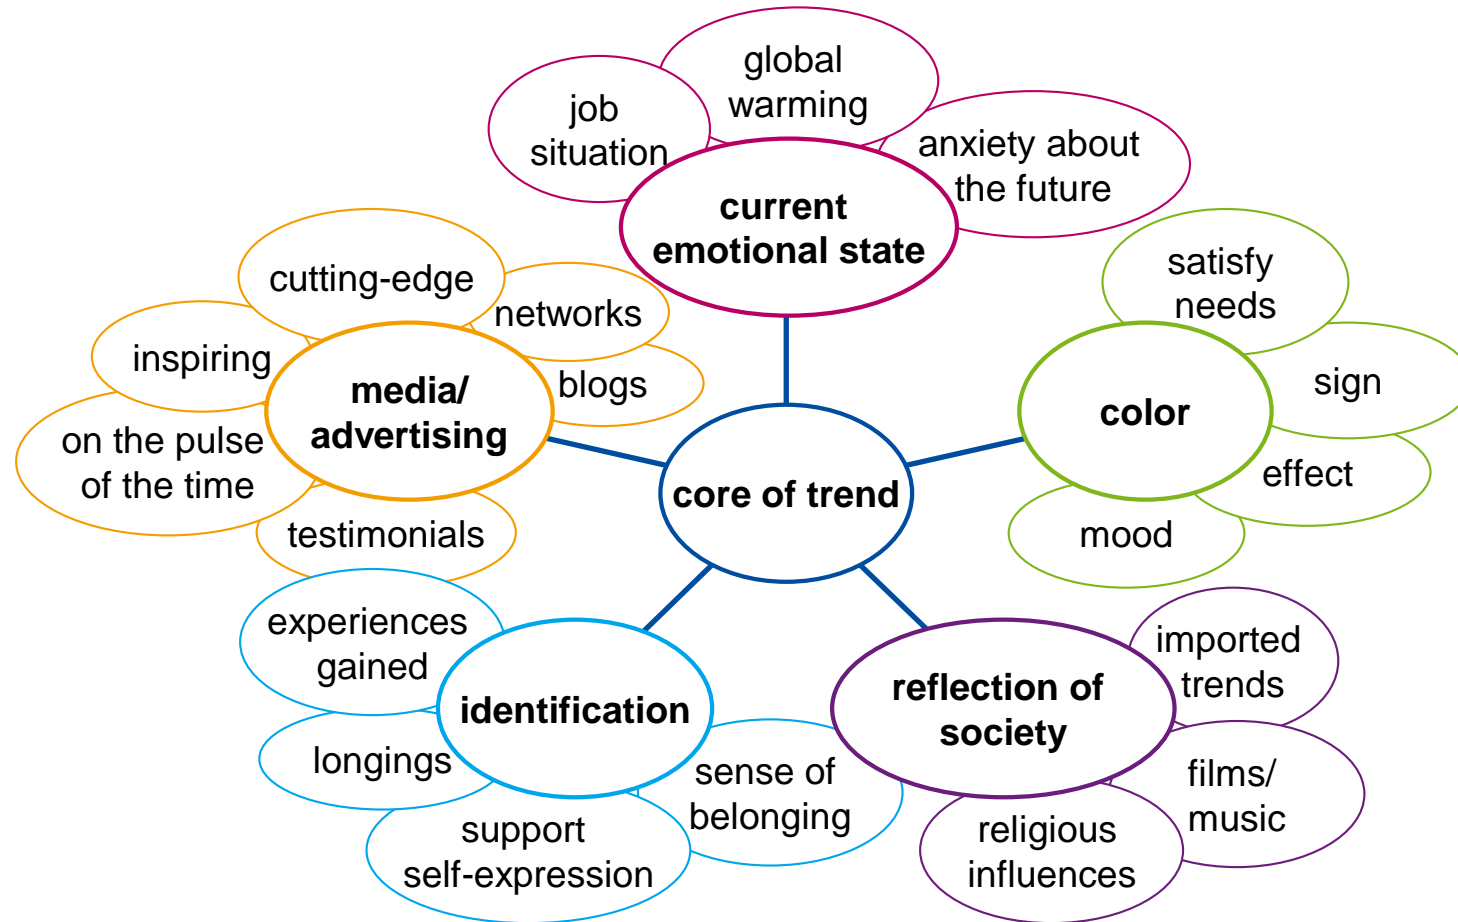 global
warming
job
situation
anxiety about
the future
current
emotional state
cutting-edge
networks
inspiring
blogs
on the pulse
of the time
testimonials
media/
advertising
satisfy
needs
sign
effect
mood
color
core of trend
experiences
gained
longings
support
self-expression
sense of
belonging
identification
imported
trends
films/
music
religious
influences
reflection of
society